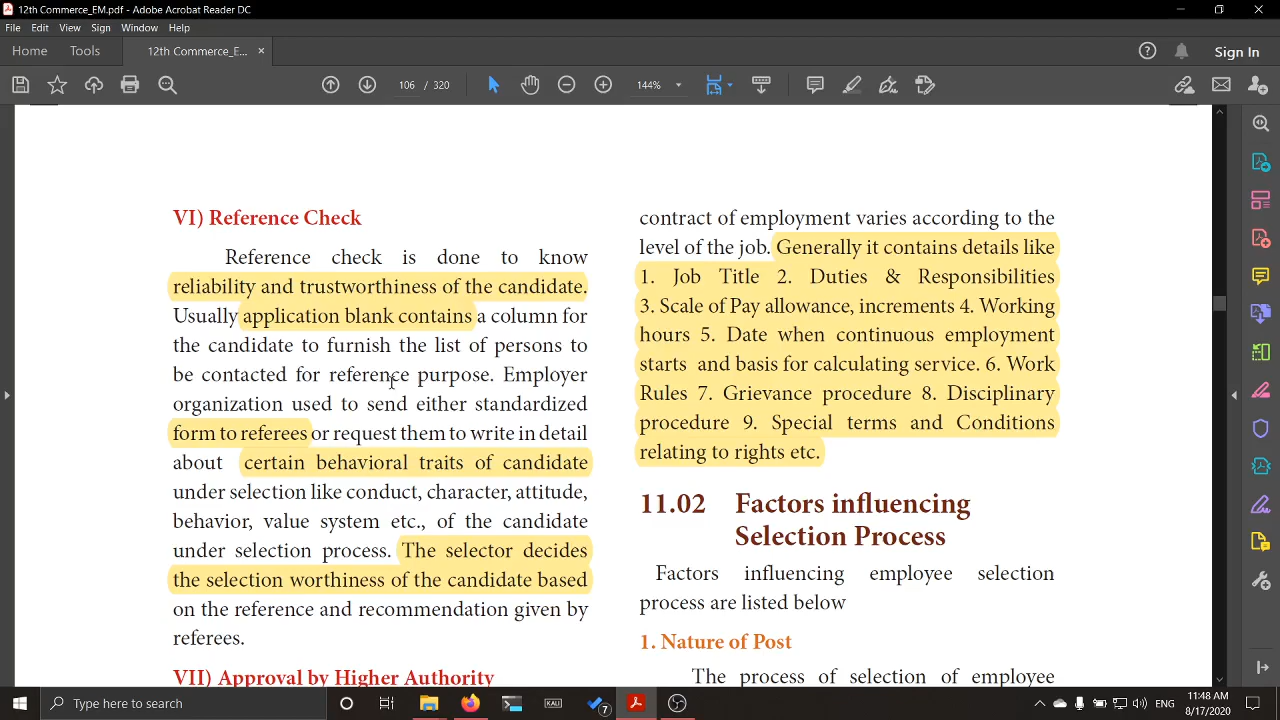 12th Commerce_EM.pdf - Adobe Acrobat Reader DC
File Edit View Sign Window Help
Home Tools 12th Commerce_E... × Sign In
106 / 320 144%
VI) Reference Check
Reference check is done to know
reliability and trustworthiness of the candidate.
Usually application blank contains a column for
the candidate to furnish the list of persons to
be contacted for reference purpose. Employer
organization used to send either standardized
form to referees or request them to write in detail
about certain behavioral traits of candidate
under selection like conduct, character, attitude,
behavior, value system etc., of the candidate
under selection process. The selector decides
the selection worthiness of the candidate based
on the reference and recommendation given by
referees.
VII) Approval by Higher Authority
contract of employment varies according to the
level of the job. Generally it contains details like
1. Job Title 2. Duties & Responsibilities
3. Scale of Pay allowance, increments 4. Working
hours 5. Date when continuous employment
starts and basis for calculating service. 6. Work
Rules 7. Grievance procedure 8. Disciplinary
procedure 9. Special terms and Conditions
relating to rights etc.
11.02 Factors influencing
Selection Process
Factors influencing employee selection
process are listed below
1. Nature of Post
The process of selection of employee
Type here to search
KALI
7
ENG
11:48 AM
8/17/2020